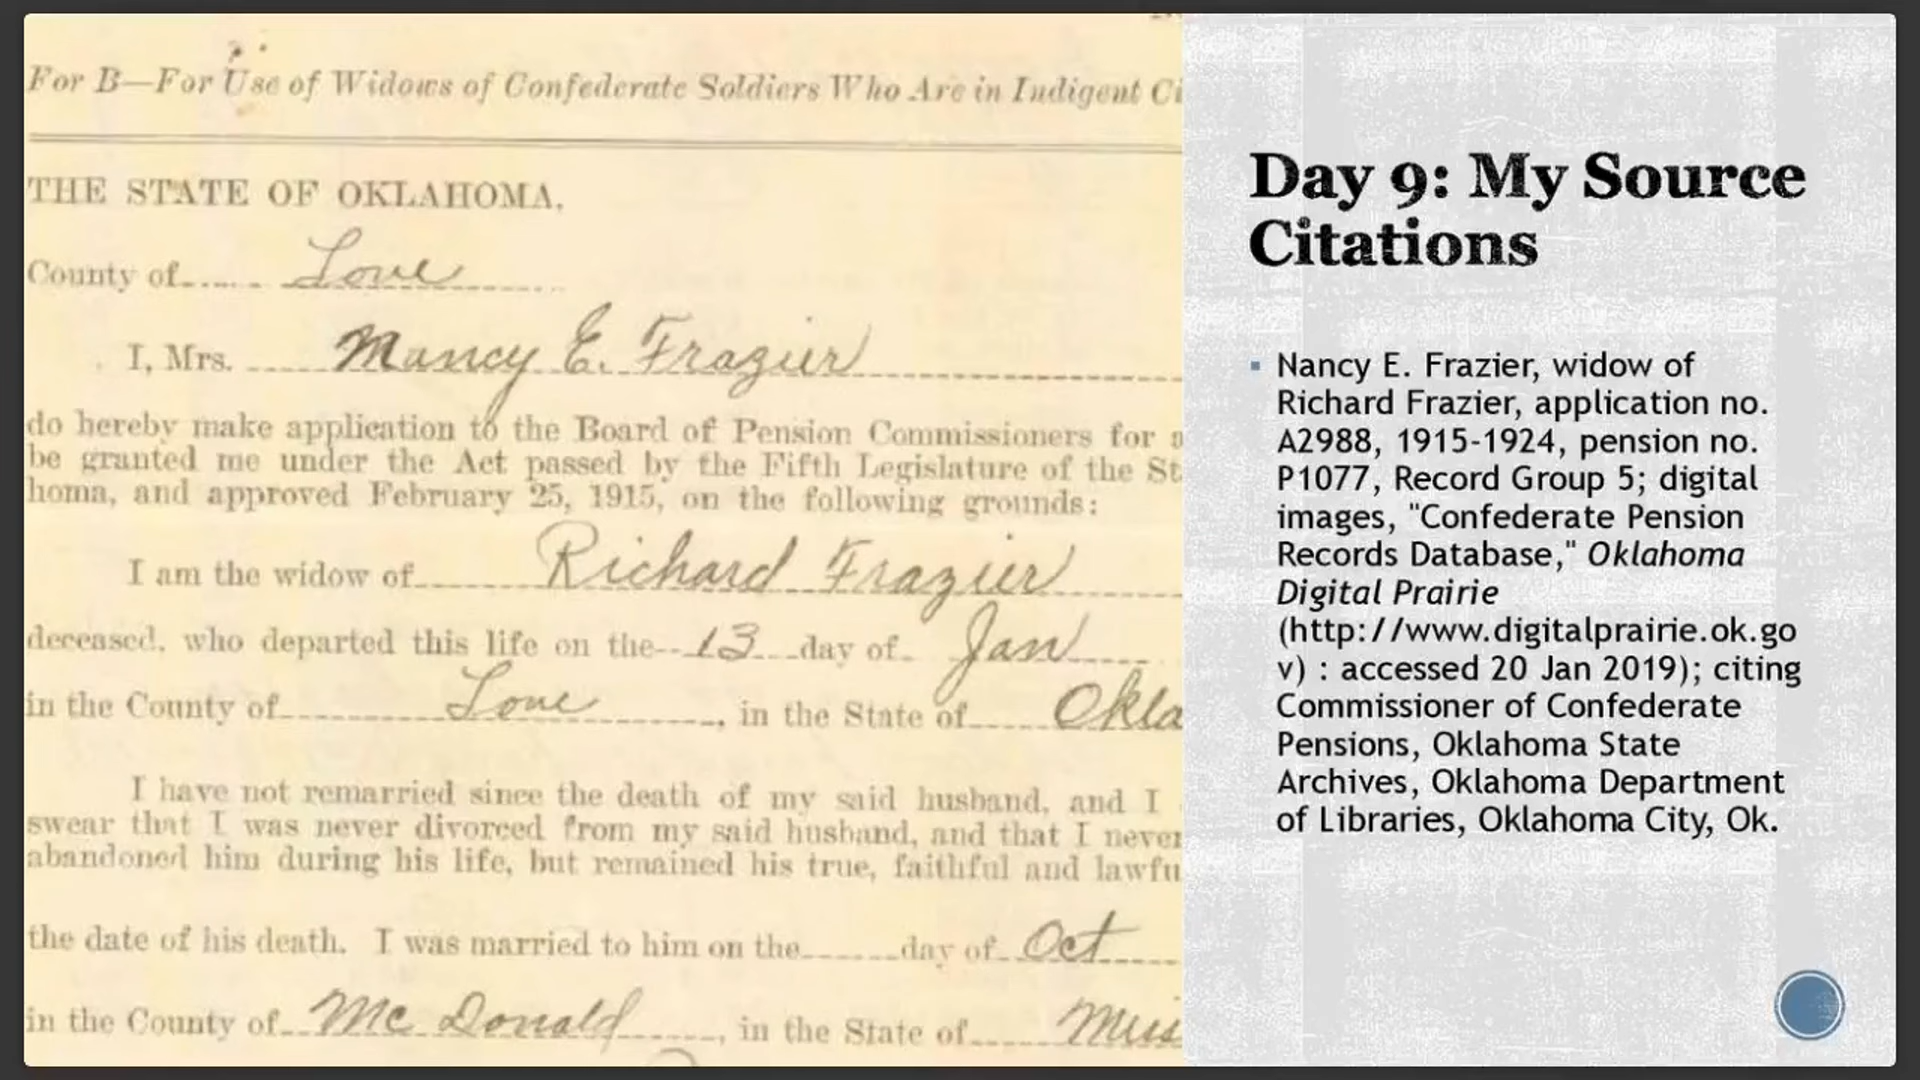 For B—For Use of Widows of Confederate Soldiers Who Are in Indigent Ci
THE STATE OF OKLAHOMA,
County of Love
I, Mrs. Nancy E. Frazier
do hereby make application to the Board of Pension Commissioners for a
be granted me under the Act passed by the Fifth Legislature of the St
homa, and approved February 25, 1915, on the following grounds:
I am the widow of Richard Frazier
deceased, who departed this life on the 13 day of Jan
in the County of Love, in the State of Okla
I have not remarried since the death of my said husband, and I
swear that I was never divorced from my said husband, and that I never
abandoned him during his life, but remained his true, faithful and lawfu
the date of his death. I was married to him on the day of Oct
in the County of Mc Donald, in the State of Miss
Day 9: My Source
Citations
Nancy E. Frazier, widow of
Richard Frazier, application no.
A2988, 1915-1924, pension no.
P1077, Record Group 5; digital
images, "Confederate Pension
Records Database," Oklahoma
Digital Prairie
(http://www.digitalprairie.ok.go
v) : accessed 20 Jan 2019); citing
Commissioner of Confederate
Pensions, Oklahoma State
Archives, Oklahoma Department
of Libraries, Oklahoma City, Ok.